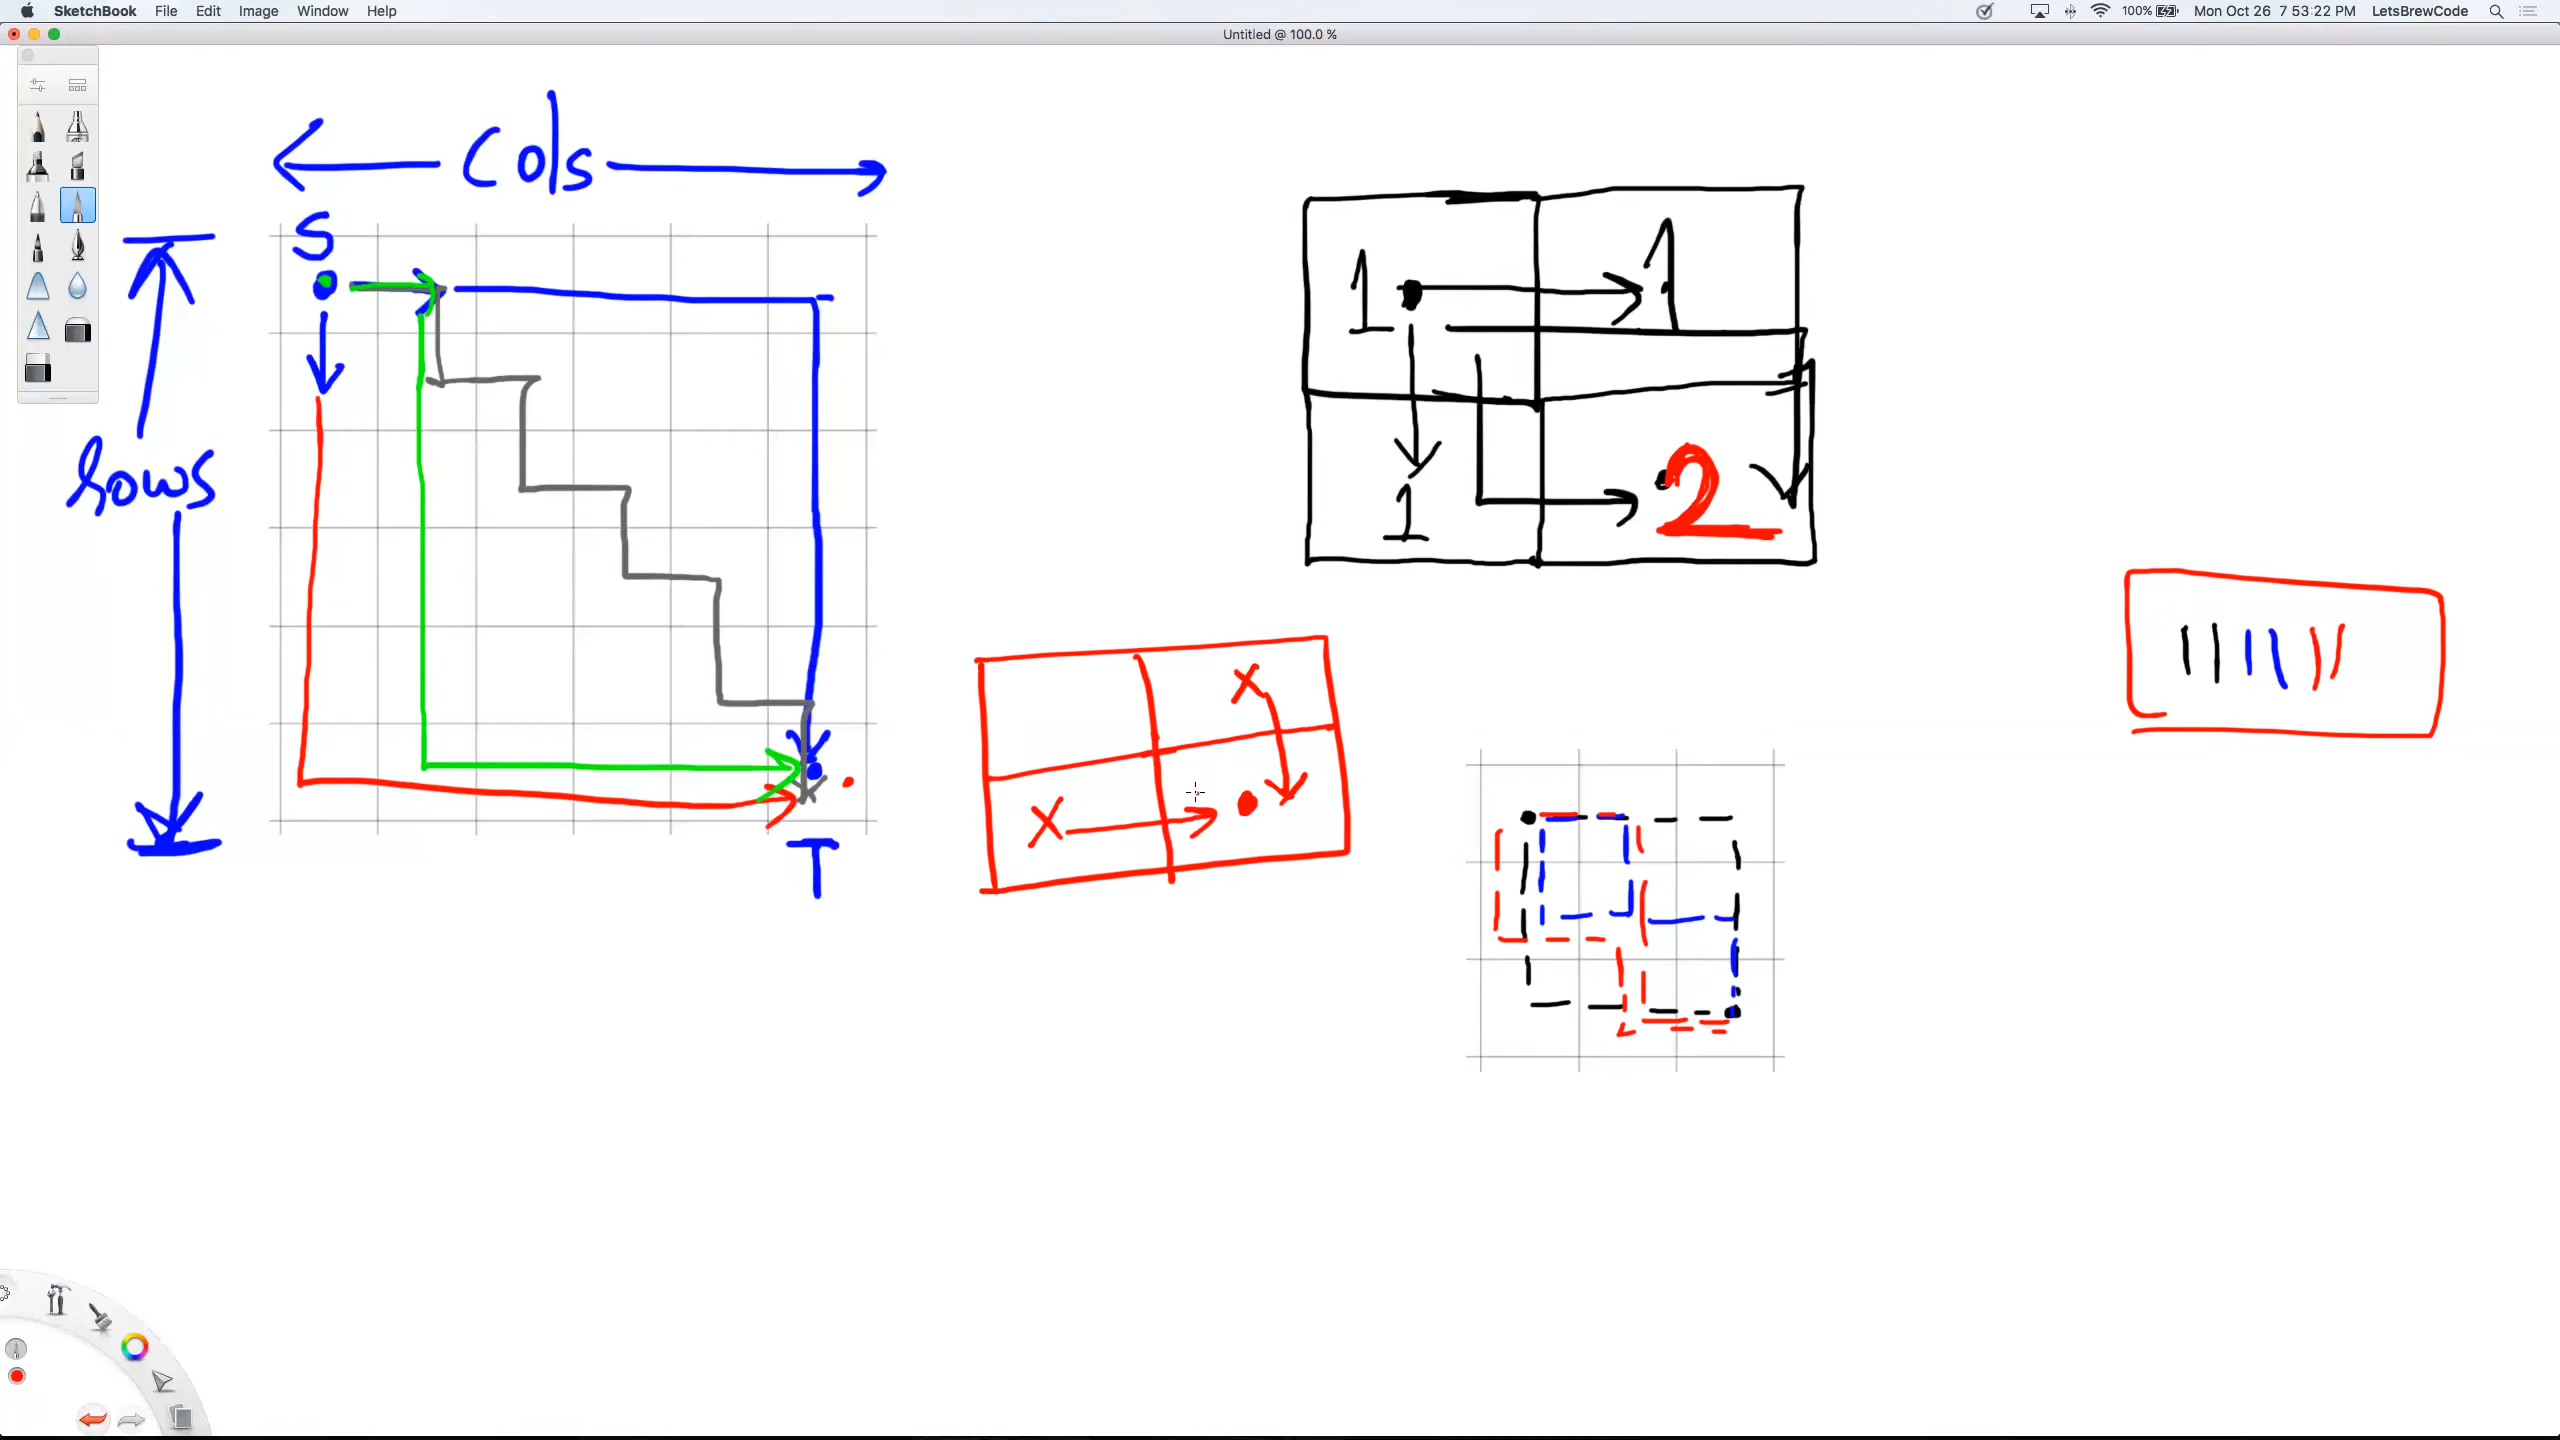 SketchBook File Edit Image Window Help 100% Mon Oct 26 7 53:22 PM LetsBrewCode
Untitled @ 100.0 %
Cols
S
rows
T
1 1
1 2
X
X